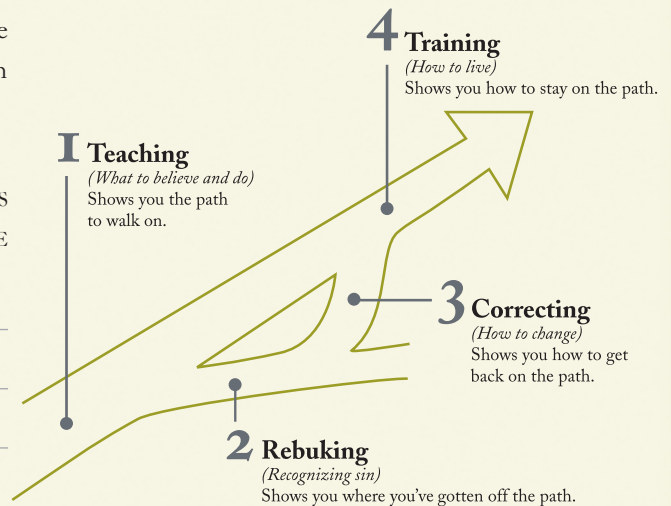 e
n
s
E
1 Teaching
(What to believe and do)
Shows you the path
to walk on.
2 Rebuking
(Recognizing sin)
Shows you where you’ve gotten off the path.
3 Correcting
(How to change)
Shows you how to get
back on the path.
4 Training
(How to live)
Shows you how to stay on the path.